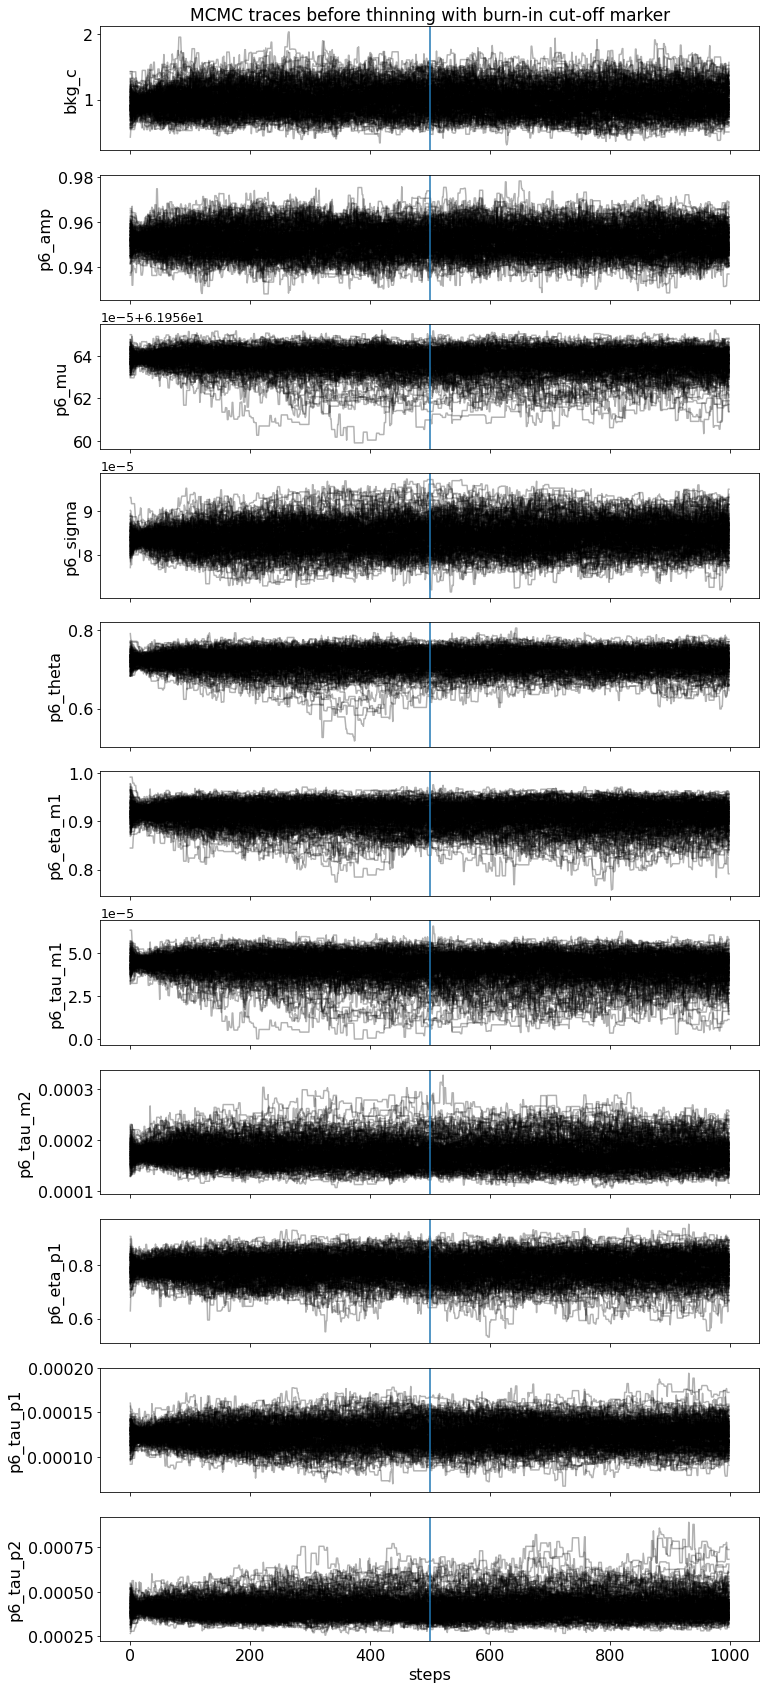 MCMC traces before thinning with burn-in cut-off marker
2
1
bkg_c
0.98
0.96
0.94
p6_amp
1e−5+6.1956e1
64
62
60
p6_mu
1e−5
9
8
p6_sigma
0.8
0.6
p6_theta
1.0
0.9
0.8
p6_eta_m1
1e−5
5.0
2.5
0.0
p6_tau_m1
0.0003
0.0002
0.0001
p6_tau_m2
0.8
0.6
p6_eta_p1
0.00020
0.00015
0.00010
p6_tau_p1
0.00075
0.00050
0.00025
p6_tau_p2
0 200 400 600 800 1000
steps